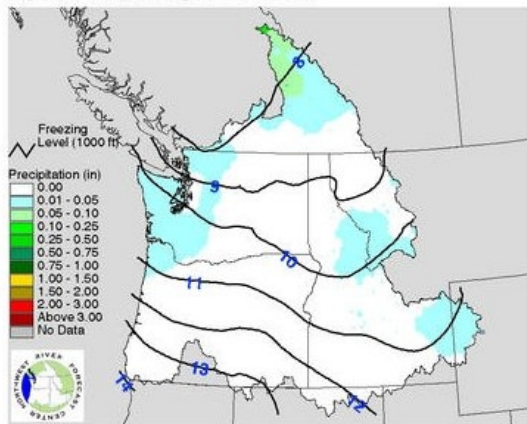 Freezing
Level (1000 ft)
Precipitation (in)
0.00
0.01 - 0.05
0.05 - 0.10
0.10 - 0.25
0.25 - 0.50
0.50 - 0.75
0.75 - 1.00
1.00 - 1.50
1.50 - 2.00
2.00 - 3.00
Above 3.00
No Data
NORTHWEST RIVER FORECAST CENTER
8
9
10
11
12
13
14